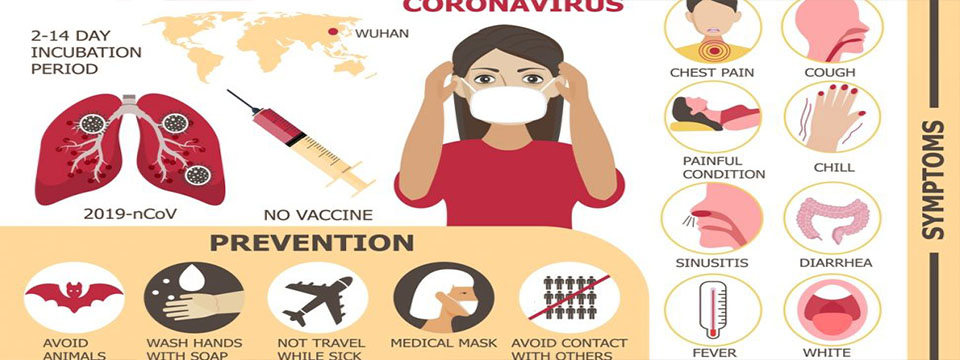 CORONAVIRUS
2-14 DAY
INCUBATION
PERIOD
WUHAN
2019-nCoV
NO VACCINE
PREVENTION
AVOID
ANIMALS
WASH HANDS
WITH SOAP
NOT TRAVEL
WHILE SICK
MEDICAL MASK
AVOID CONTACT
WITH OTHERS
CHEST PAIN
COUGH
PAINFUL
CONDITION
CHILL
SINUSITIS
DIARRHEA
FEVER
WHITE
SYMPTOMS